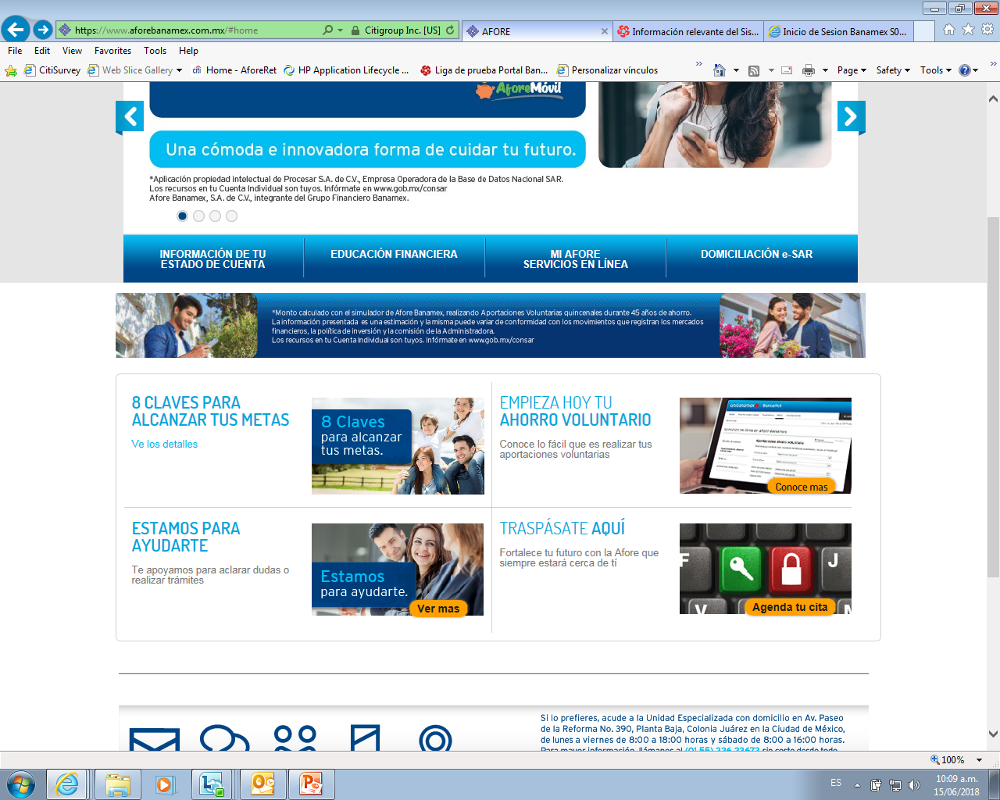 https://www.aforebanamex.com.mx/#home
Citigroup Inc. [US]
AFORE
Información relevante del Sis...
Inicio de Sesion Banamex S0...
File Edit View Favorites Tools Help
CitiSurvey
Web Slice Gallery
Home - AforeRet
HP Application Lifecycle ...
Liga de prueba Portal Ban...
Personalizar vínculos
Page
Safety
Tools
AforeMóvil
Una cómoda e innovadora forma de cuidar tu futuro.
*Aplicación propiedad intelectual de Procesar S.A. de C.V., Empresa Operadora de la Base de Datos Nacional SAR.
Los recursos en tu Cuenta Individual son tuyos. Infórmate en www.gob.mx/consar
Afore Banamex, S.A. de C.V., integrante del Grupo Financiero Banamex.
INFORMACIÓN DE TU
ESTADO DE CUENTA
EDUCACIÓN FINANCIERA
MI AFORE
SERVICIOS EN LÍNEA
DOMICILIACIÓN e-SAR
*Monto calculado con el simulador de Afore Banamex, realizando Aportaciones Voluntarias quincenales durante 45 años de ahorro.
La información presentada es una estimación y la misma puede variar de conformidad con los movimientos que registran los mercados
financieros, la política de inversión y la comisión de la Administradora.
Los recursos en tu Cuenta Individual son tuyos. Infórmate en www.gob.mx/consar
8 CLAVES PARA
ALCANZAR TUS METAS
Ve los detalles
8 Claves
para alcanzar
tus metas.
EMPIEZA HOY TU
AHORRO VOLUNTARIO
Conoce lo fácil que es realizar tus
aportaciones voluntarias
Aportaciones ahorro voluntario
Conoce mas
ESTAMOS PARA
AYUDARTE
Te apoyamos para aclarar dudas o
realizar trámites
Estamos
para ayudarte.
Ver mas
TRASPÁSATE AQUÍ
Fortalece tu futuro con la Afore que
siempre estará cerca de tí
F
J
V
N
Agenda tu cita
Si lo prefieres, acude a la Unidad Especializada con domicilio en Av. Paseo
de la Reforma No. 390, Planta Baja, Colonia Juárez en la Ciudad de México,
de lunes a viernes de 8:00 a 18:00 horas y sábado de 8:00 a 16:00 horas.
Para mayor información, llámanos al (01 55) 226 23673 sin costo desde todo
100%
ES
10:09 a.m.
15/06/2018